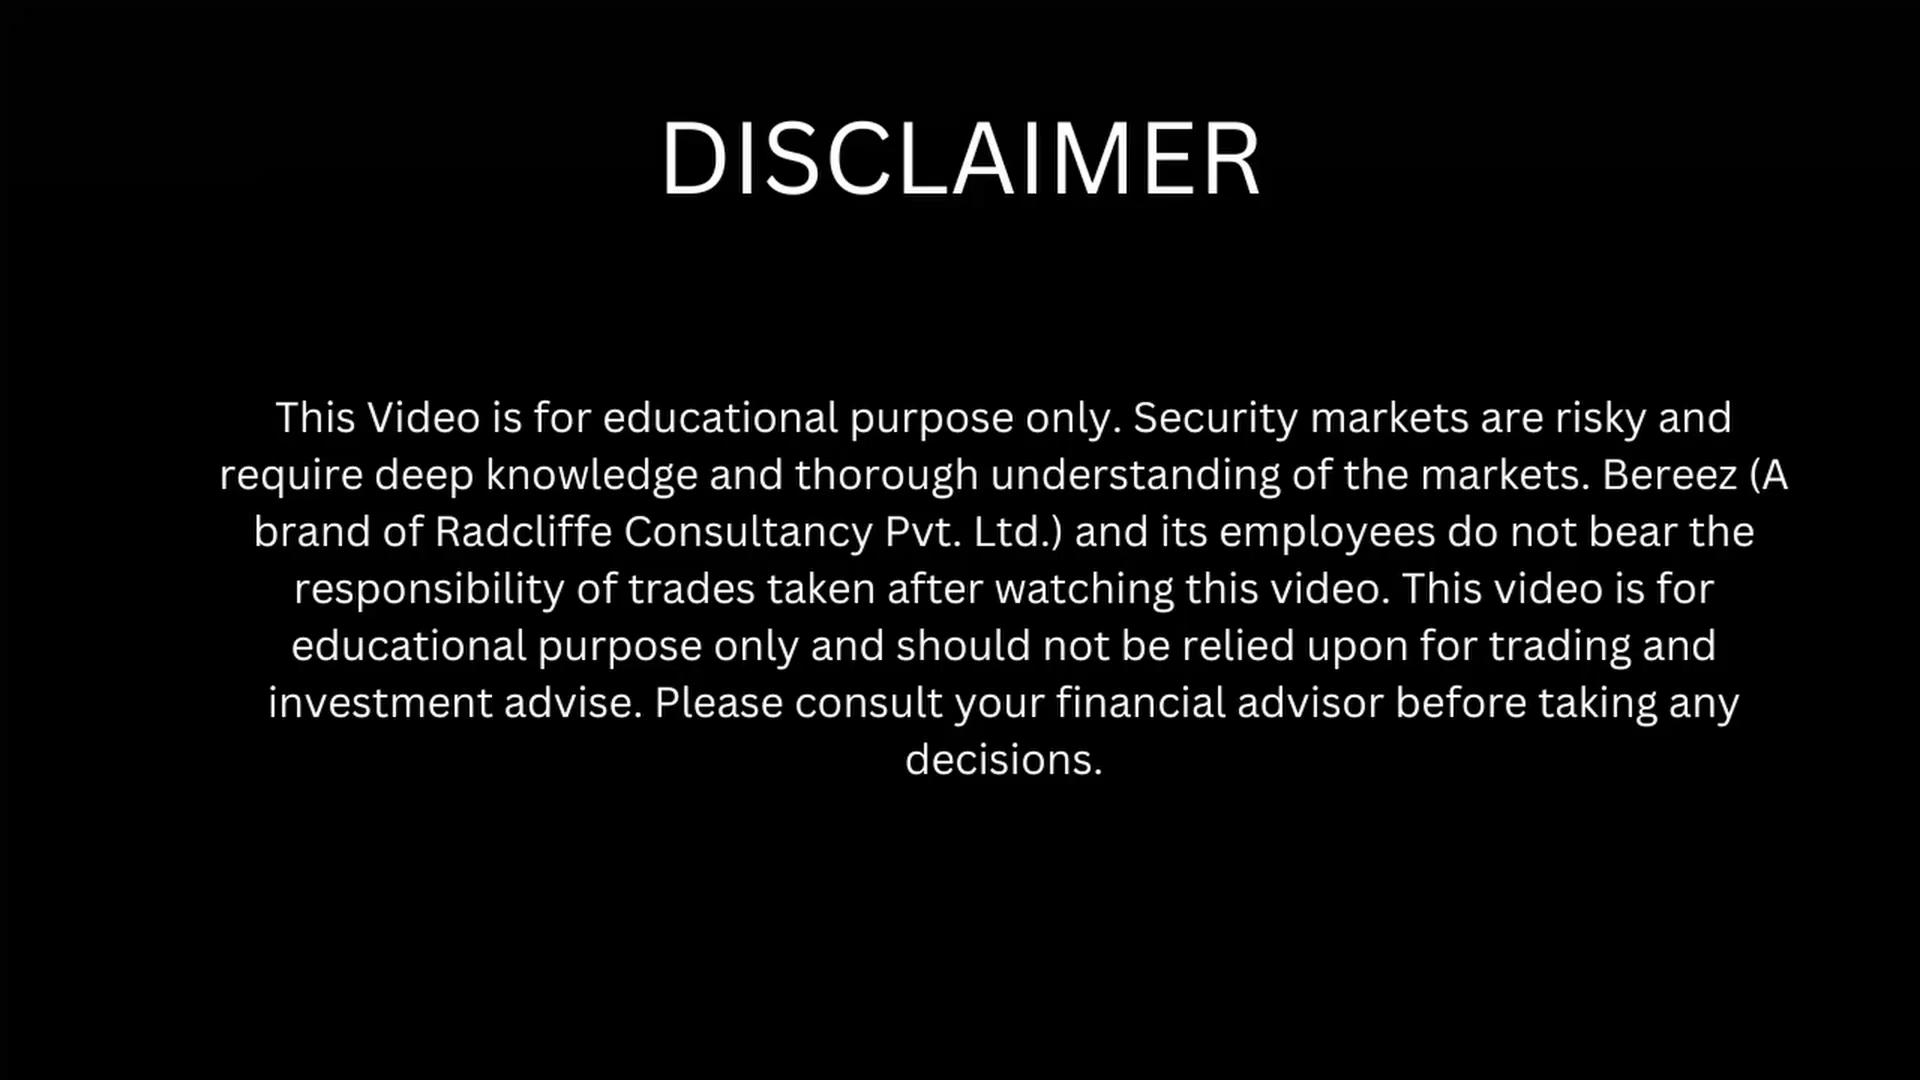 DISCLAIMER
This Video is for educational purpose only. Security markets are risky and
require deep knowledge and thorough understanding of the markets. Bereez (A
brand of Radcliffe Consultancy Pvt. Ltd.) and its employees do not bear the
responsibility of trades taken after watching this video. This video is for
educational purpose only and should not be relied upon for trading and
investment advise. Please consult your financial advisor before taking any
decisions.